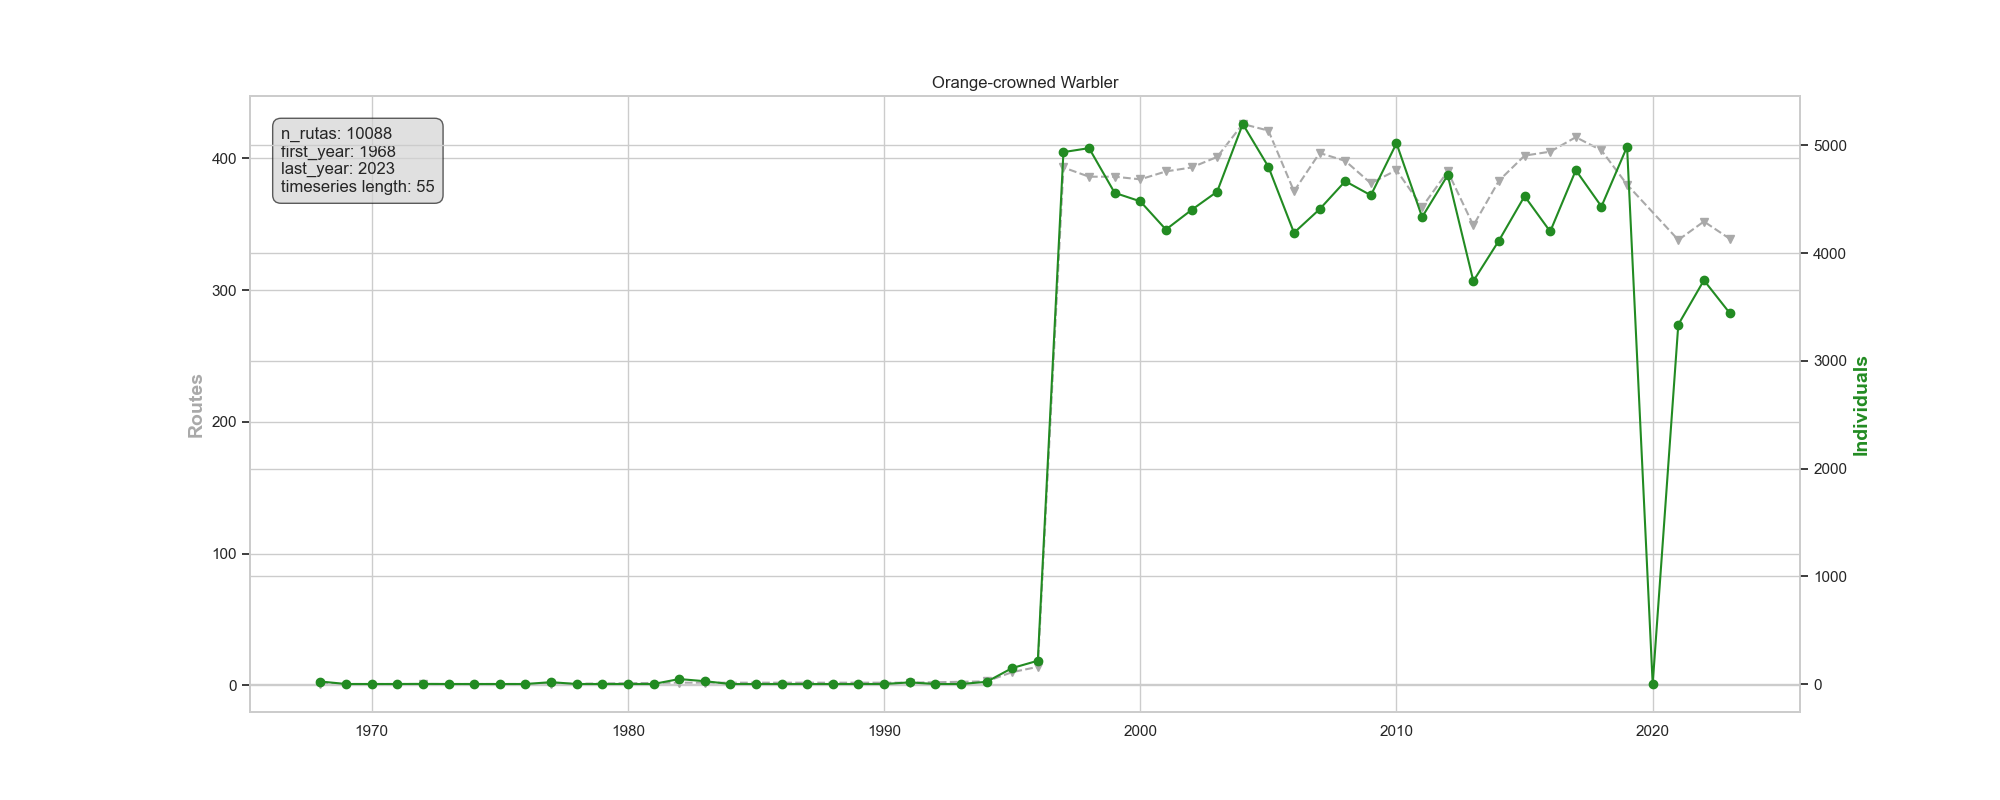 Orange-crowned Warbler
n_rutas: 10088
first_year: 1968
last_year: 2023
timeseries length: 55
400
300
200
100
0
Routes
5000
4000
3000
2000
1000
0
Individuals
1970
1980
1990
2000
2010
2020